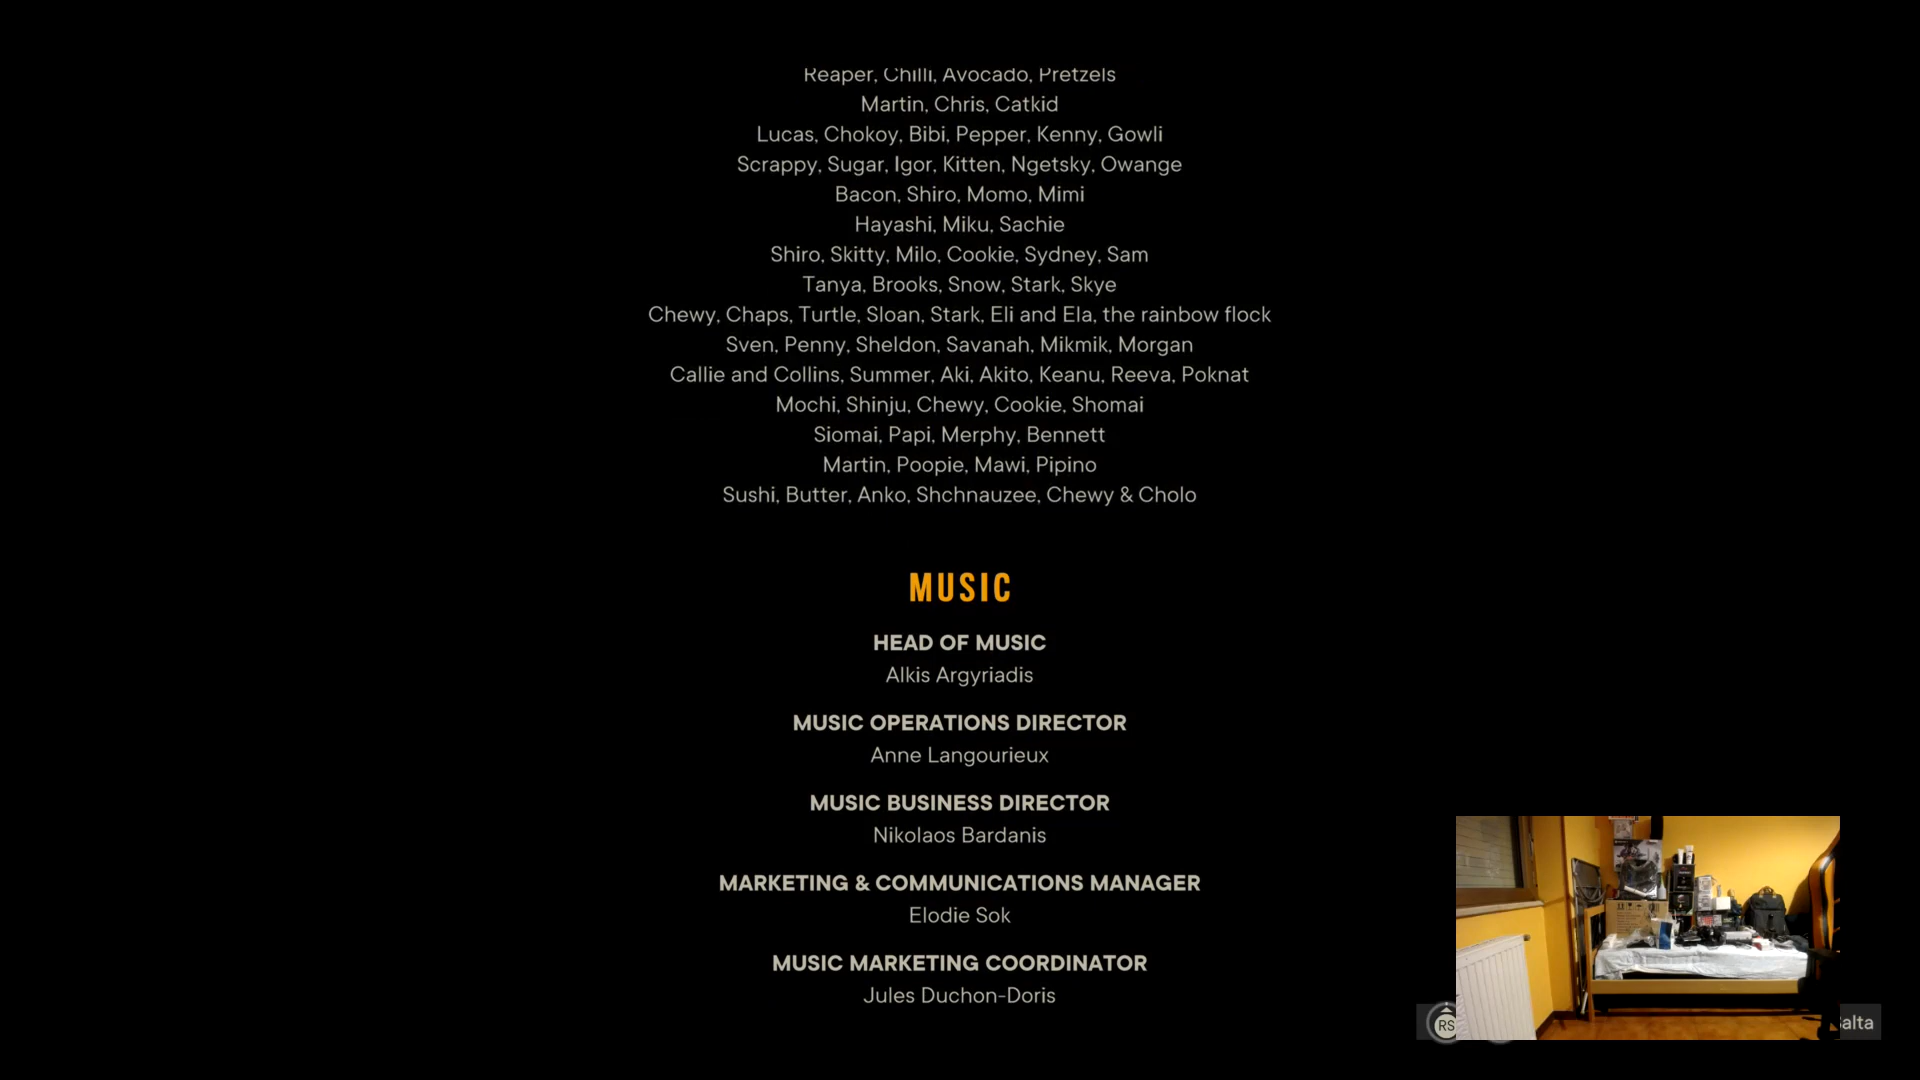 Reaper, Chilli, Avocado, Pretzels
Martin, Chris, Catkid
Lucas, Chokoy, Bibi, Pepper, Kenny, Gowli
Scrappy, Sugar, Igor, Kitten, Ngetsky, Owange
Bacon, Shiro, Momo, Mimi
Hayashi, Miku, Sachie
Shiro, Skitty, Milo, Cookie, Sydney, Sam
Tanya, Brooks, Snow, Stark, Skye
Chewy, Chaps, Turtle, Sloan, Stark, Eli and Ela, the rainbow flock
Sven, Penny, Sheldon, Savanah, Mikmik, Morgan
Callie and Collins, Summer, Aki, Akito, Keanu, Reeva, Poknat
Mochi, Shinju, Chewy, Cookie, Shomai
Siomai, Papi, Merphy, Bennett
Martin, Poopie, Mawi, Pipino
Sushi, Butter, Anko, Shchnauzee, Chewy & Cholo
MUSIC
HEAD OF MUSIC
Alkis Argyriadis
MUSIC OPERATIONS DIRECTOR
Anne Langourieux
MUSIC BUSINESS DIRECTOR
Nikolaos Bardanis
MARKETING & COMMUNICATIONS MANAGER
Elodie Sok
MUSIC MARKETING COORDINATOR
Jules Duchon-Doris
RS